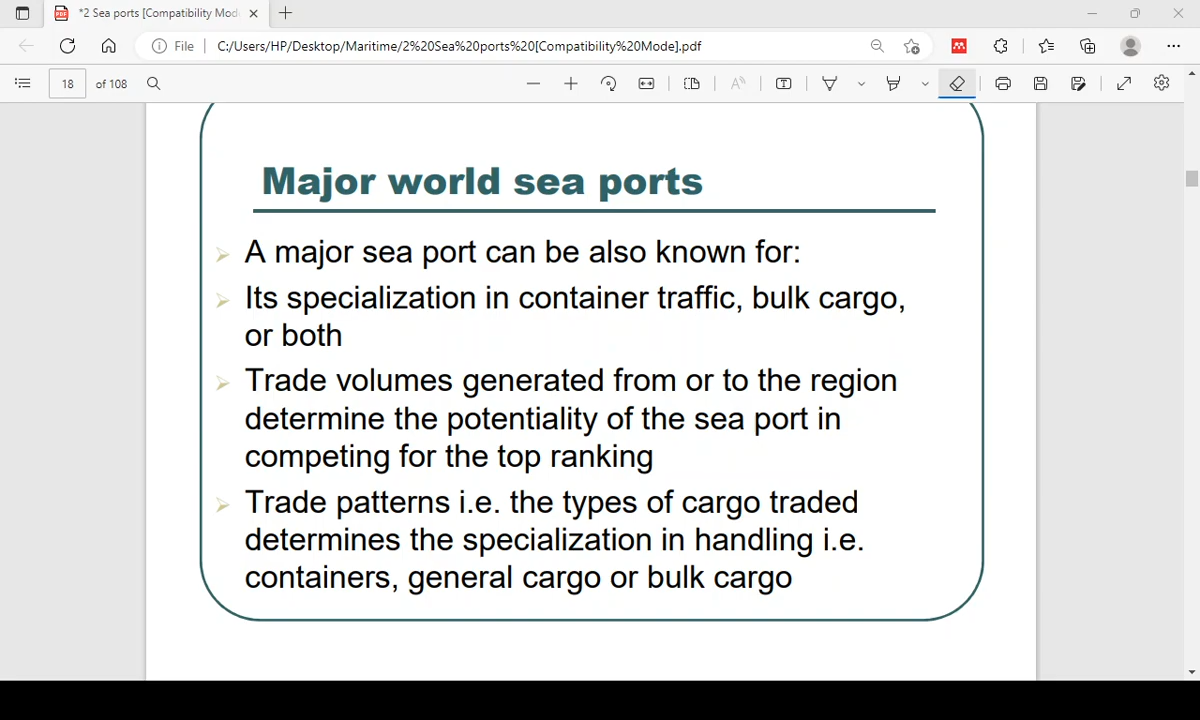 *2 Sea ports [Compatibility Mod
File
C:/Users/HP/Desktop/Maritime/2%20Sea%20ports%20[Compatibility%20Mode].pdf
18 of 108
Major world sea ports
A major sea port can be also known for:
Its specialization in container traffic, bulk cargo,
or both
Trade volumes generated from or to the region
determine the potentiality of the sea port in
competing for the top ranking
Trade patterns i.e. the types of cargo traded
determines the specialization in handling i.e.
containers, general cargo or bulk cargo